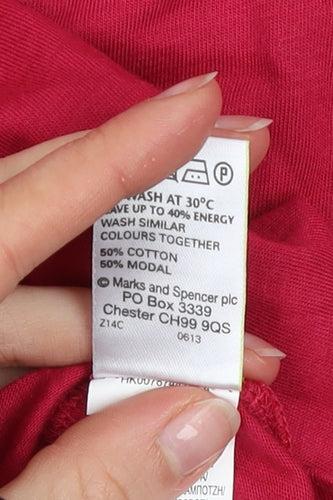 P
WASH AT 30°C
SAVE UP TO 40% ENERGY
WASH SIMILAR
COLOURS TOGETHER
50% COTTON
50% MODAL
© Marks and Spencer plc
PO Box 3339
Chester CH99 9QS
Z14C 0613